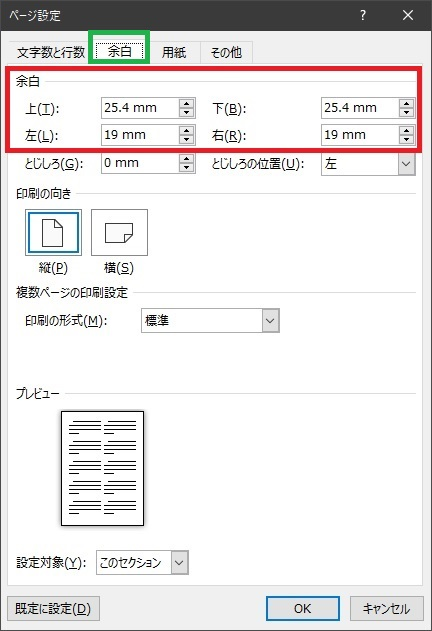 ページ設定 ? ×
文字数と行数 余白 用紙 その他
余白
上(T): 25.4 mm 下(B): 25.4 mm
左(L): 19 mm 右(R): 19 mm
とじしろ(G): 0 mm とじしろの位置(U): 左
印刷の向き
縦(P) 横(S)
複数ページの印刷設定
印刷の形式(M): 標準
プレビュー
設定対象(Y): このセクション
既定に設定(D) OK キャンセル